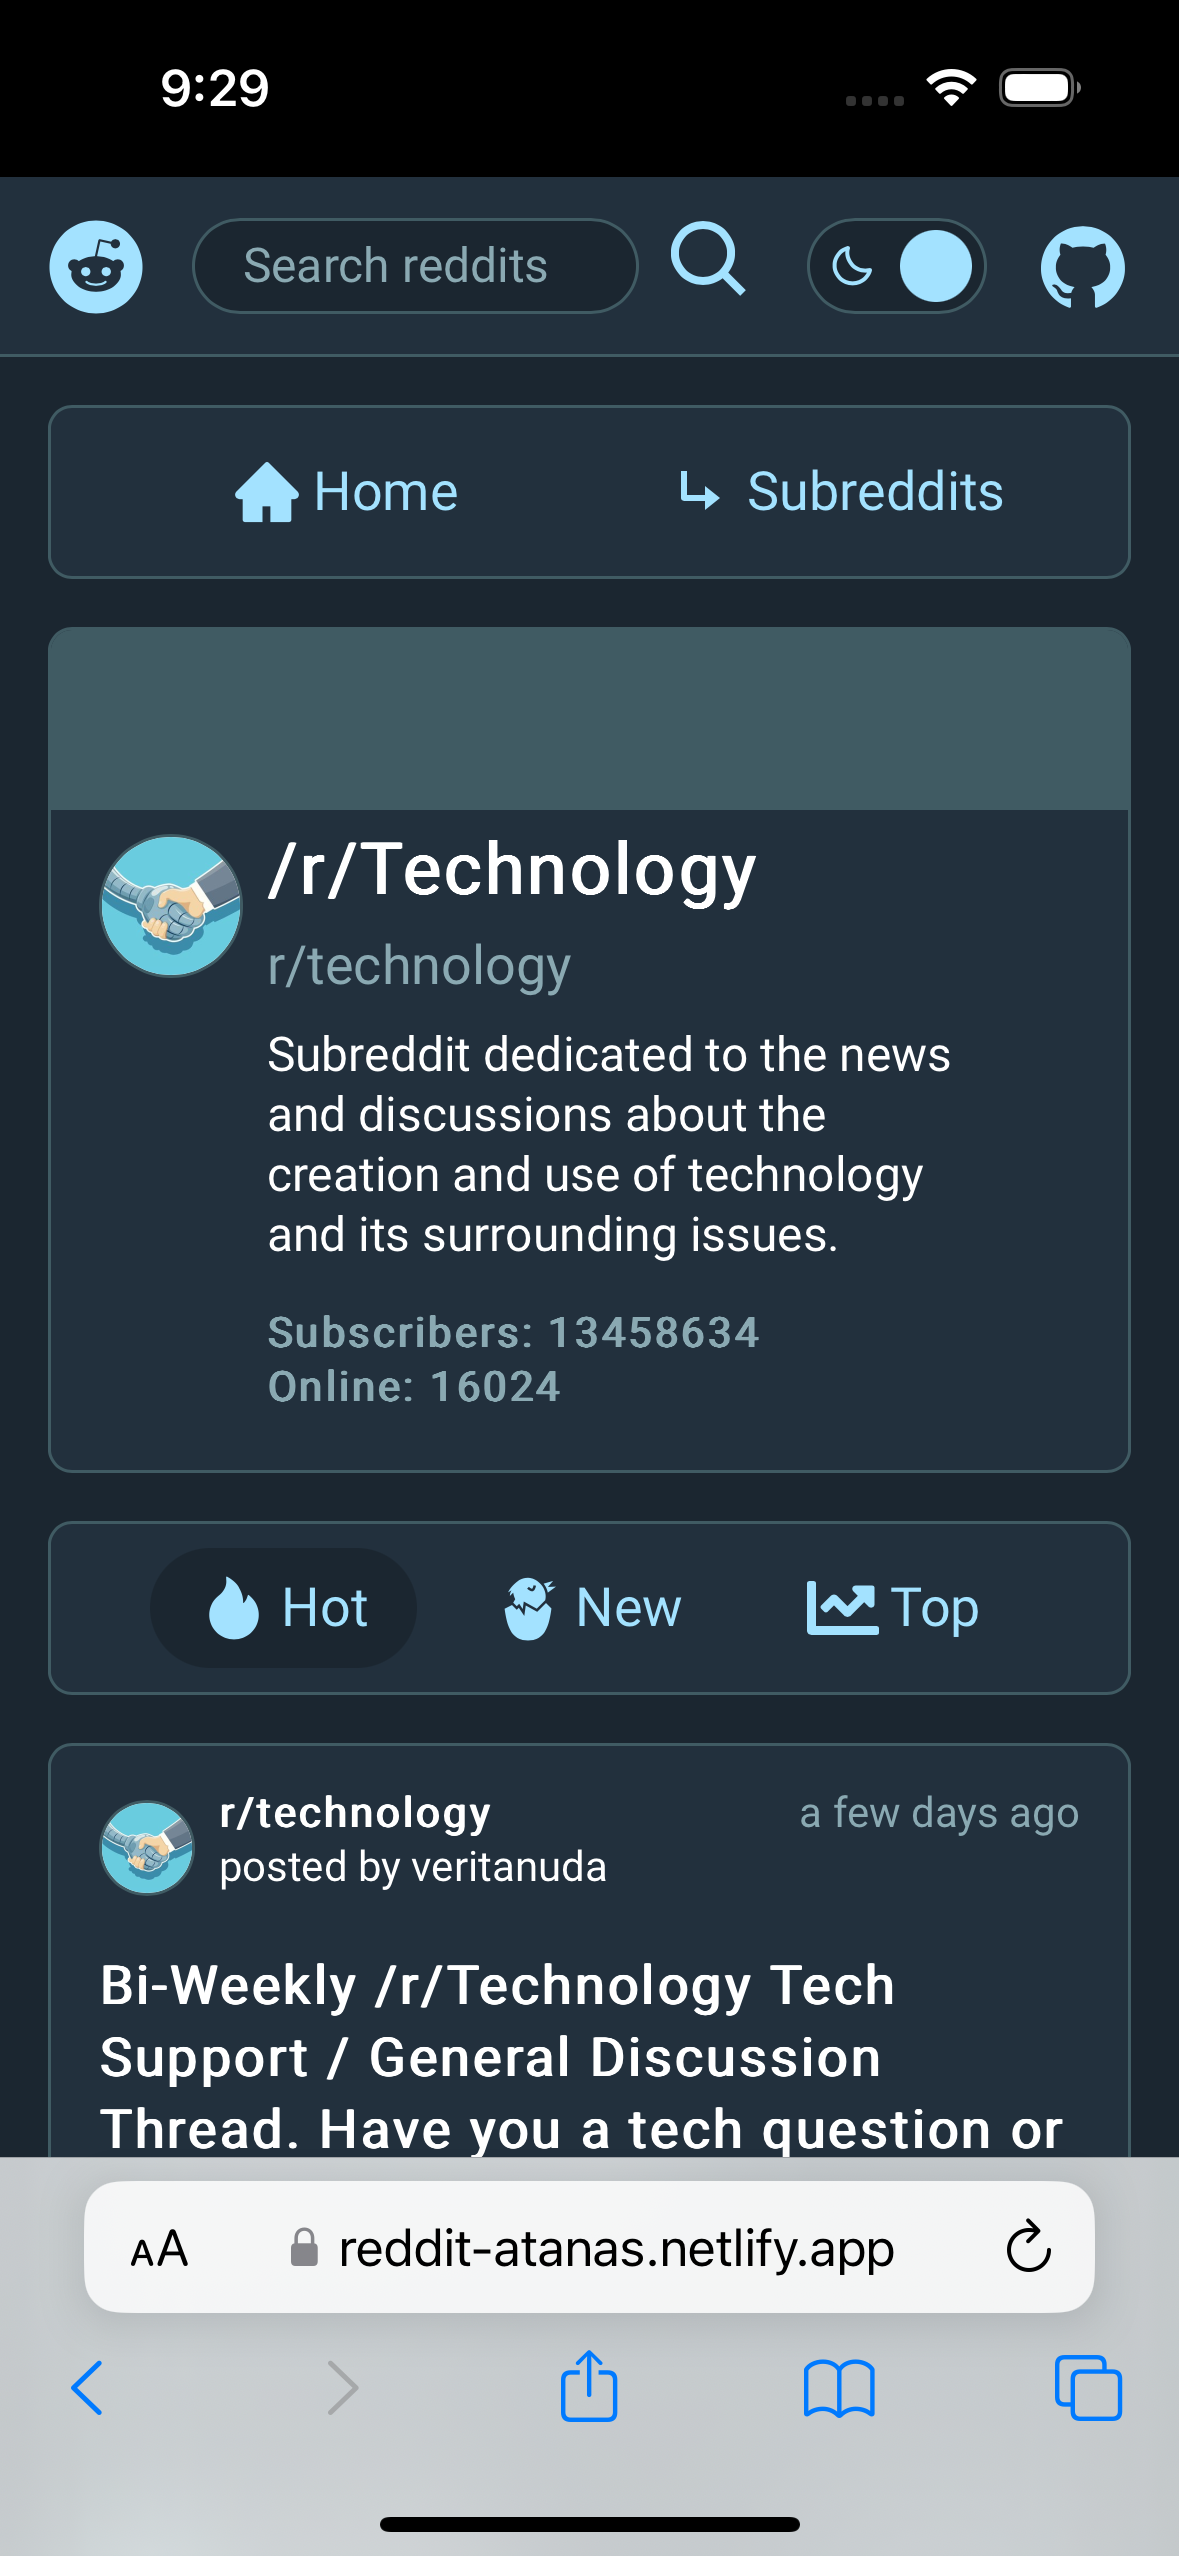 9:29
Search reddits
Home
Subreddits
/r/Technology
r/technology
Subreddit dedicated to the news
and discussions about the
creation and use of technology
and its surrounding issues.
Subscribers: 13458634
Online: 16024
Hot
New
Top
r/technology
a few days ago
posted by veritanuda
Bi-Weekly /r/Technology Tech
Support / General Discussion
Thread. Have you a tech question or
AA
reddit-atanas.netlify.app